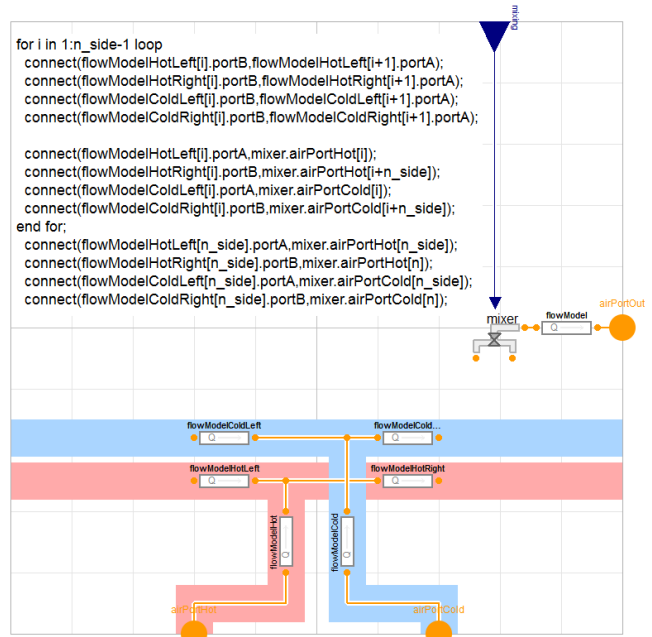 mixing
for i in 1:n_side-1 loop
connect(flowModelHotLeft[i].portB,flowModelHotLeft[i+1].portA);
connect(flowModelHotRight[i].portB,flowModelHotRight[i+1].portA);
connect(flowModelColdLeft[i].portB,flowModelColdLeft[i+1].portA);
connect(flowModelColdRight[i].portB,flowModelColdRight[i+1].portA);
connect(flowModelHotLeft[i].portA,mixer.airPortHot[i]);
connect(flowModelHotRight[i].portB,mixer.airPortHot[i+n_side]);
connect(flowModelColdLeft[i].portA,mixer.airPortCold[i]);
connect(flowModelColdRight[i].portB,mixer.airPortCold[i+n_side]);
end for;
connect(flowModelHotLeft[n_side].portA,mixer.airPortHot[n_side]);
connect(flowModelHotRight[n_side].portB,mixer.airPortHot[n]);
connect(flowModelColdLeft[n_side].portA,mixer.airPortCold[n_side]);
connect(flowModelColdRight[n_side].portB,mixer.airPortCold[n]);
airPortOut
mixer
flowModel
Q
flowModelColdLeft
flowModelCold...
Q
Q
flowModelHotLeft
flowModelHotRight
Q
Q
flowModelHot
Q
flowModelCold
Q
airPortHot
airPortCold